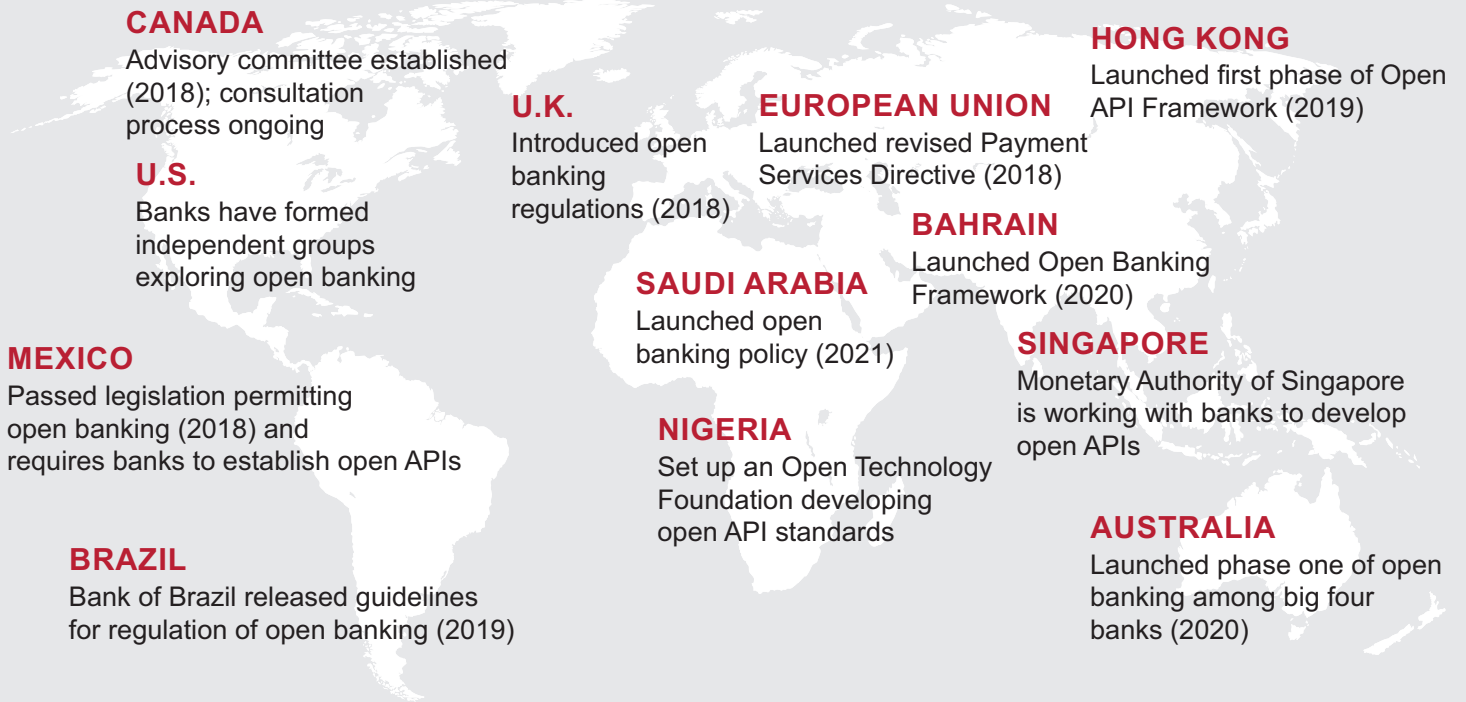 CANADA
Advisory committee established
(2018); consultation
process ongoing
U.S.
Banks have formed
independent groups
exploring open banking
MEXICO
Passed legislation permitting
open banking (2018) and
requires banks to establish open APIs
BRAZIL
Bank of Brazil released guidelines
for regulation of open banking (2019)
U.K.
Introduced open
banking
regulations (2018)
EUROPEAN UNION
Launched revised Payment
Services Directive (2018)
SAUDI ARABIA
Launched open
banking policy (2021)
NIGERIA
Set up an Open Technology
Foundation developing
open API standards
HONG KONG
Launched first phase of Open
API Framework (2019)
BAHRAIN
Launched Open Banking
Framework (2020)
SINGAPORE
Monetary Authority of Singapore
is working with banks to develop
open APIs
AUSTRALIA
Launched phase one of open
banking among big four
banks (2020)